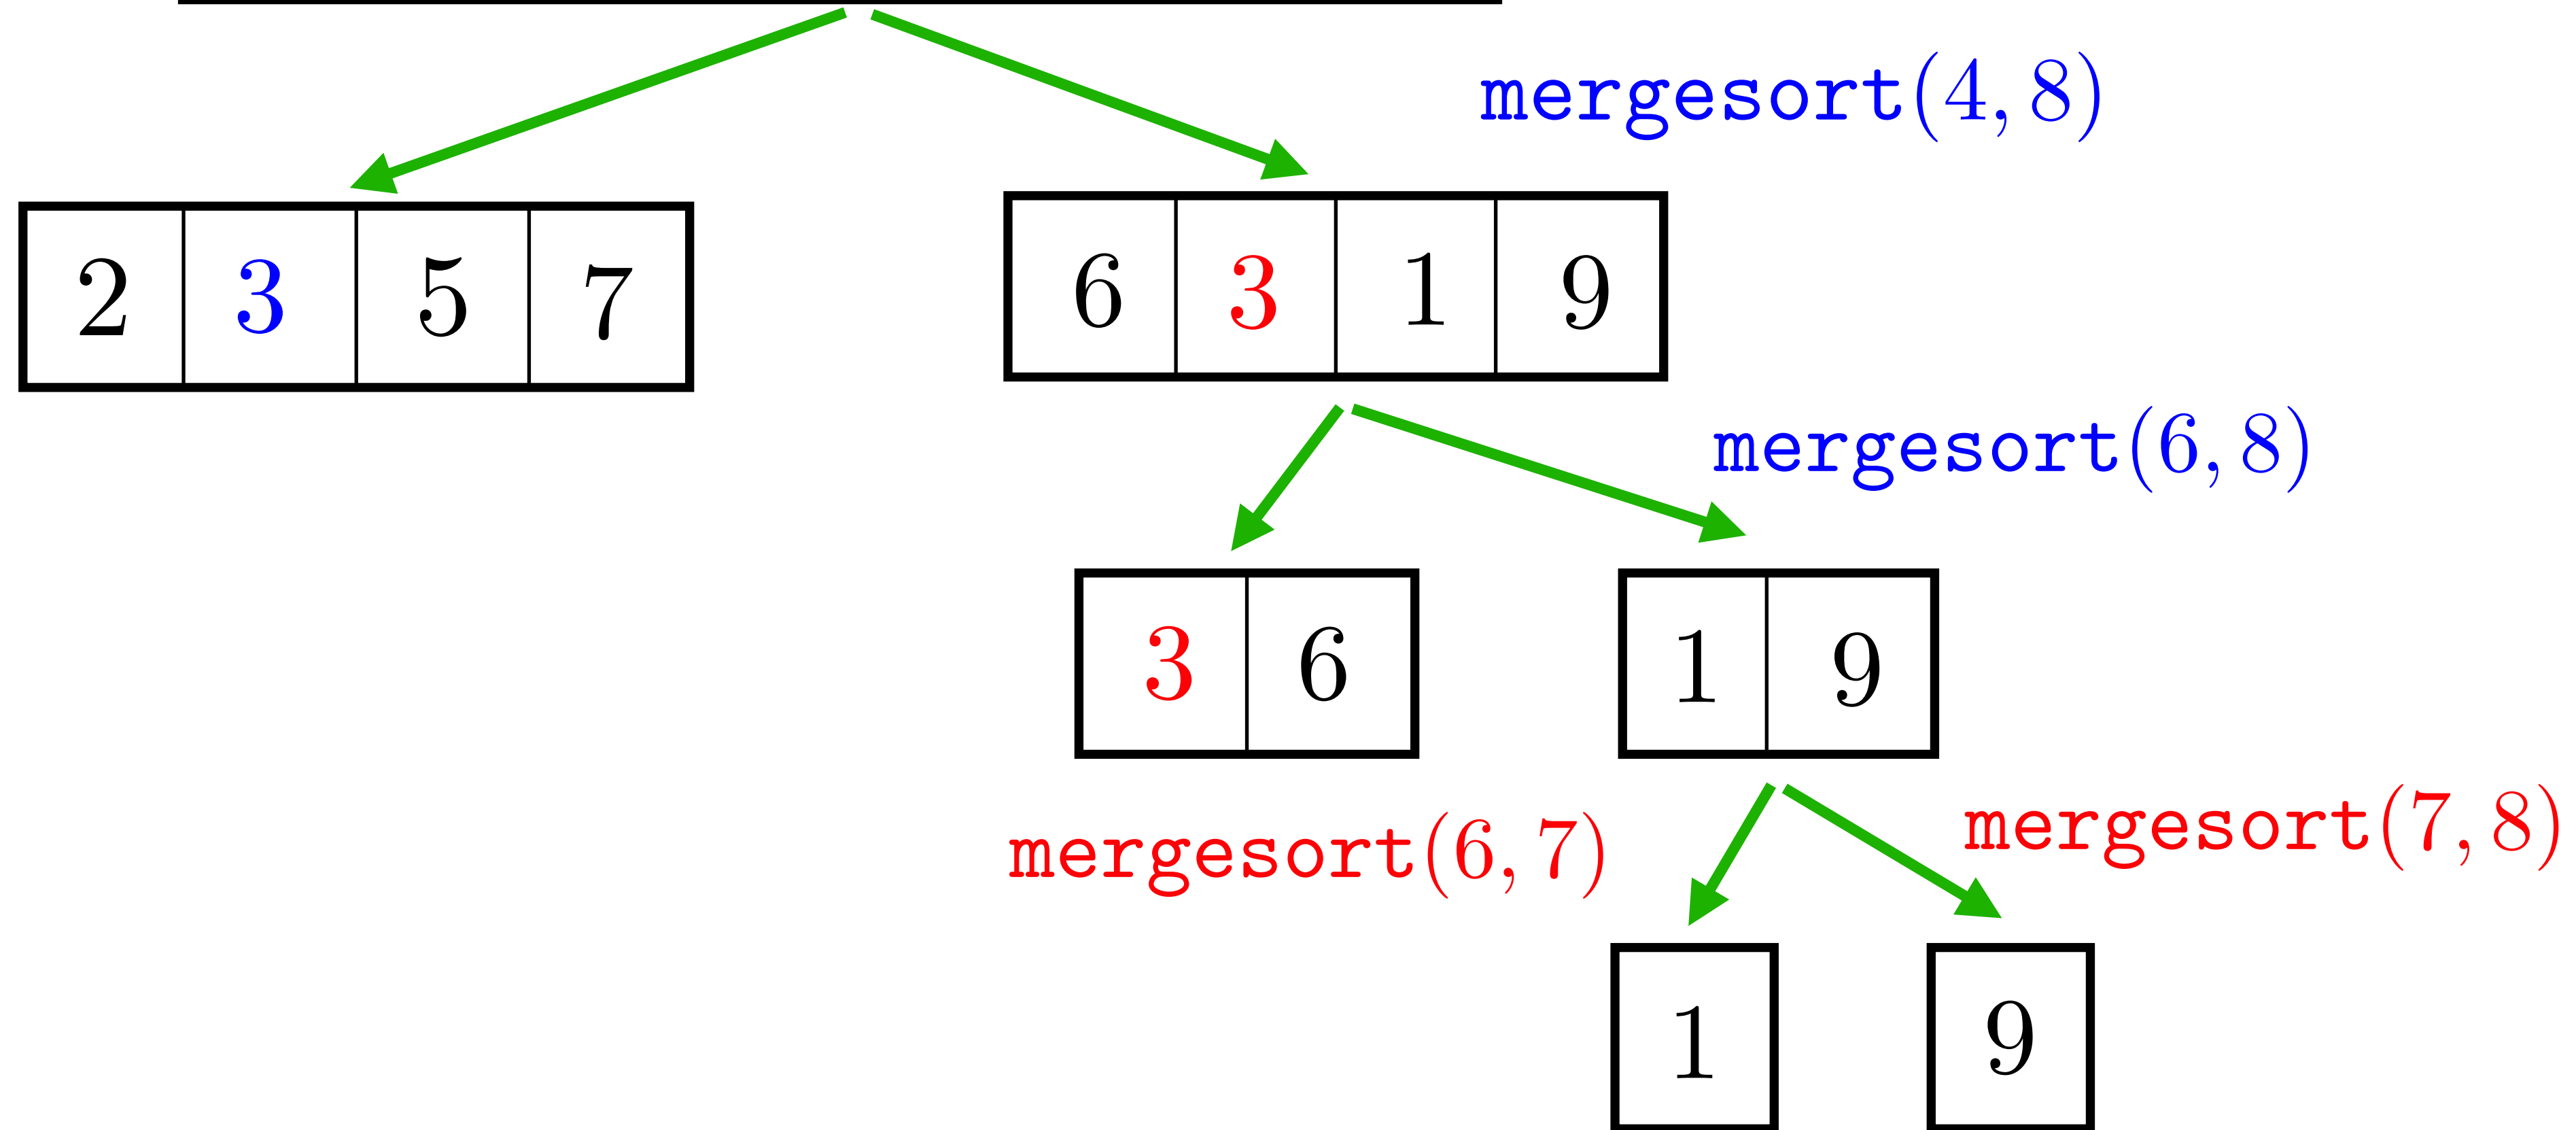 mergesort(4, 8)
2 3 5 7
6 3 1 9
mergesort(6, 8)
3 6
1 9
mergesort(6, 7)
mergesort(7, 8)
1
9